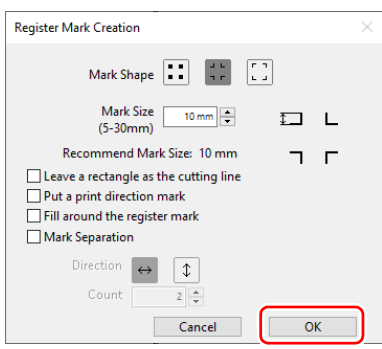 Register Mark Creation
Mark Shape
Mark Size
(5-30mm)
10 mm
Recommend Mark Size: 10 mm
Leave a rectangle as the cutting line
Put a print direction mark
Fill around the register mark
Mark Separation
Direction
Count
2
Cancel
OK